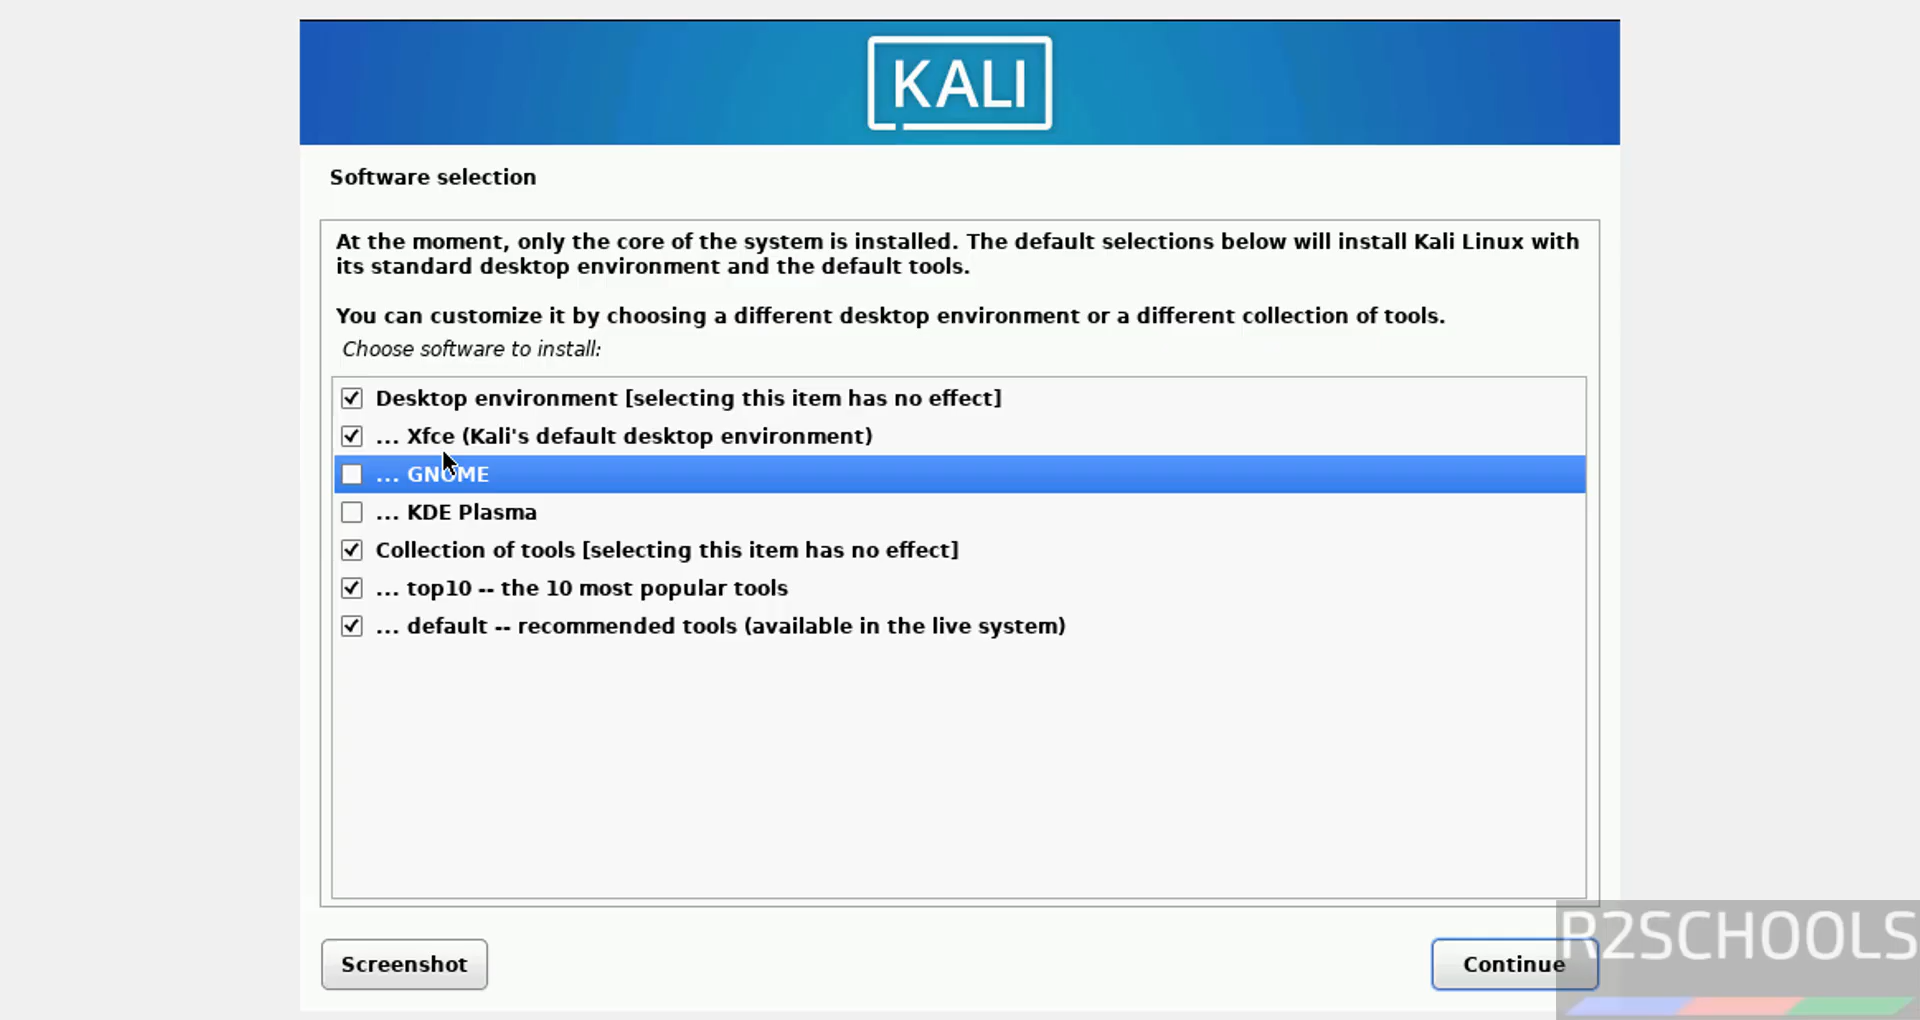 KALI
Software selection
At the moment, only the core of the system is installed. The default selections below will install Kali Linux with
its standard desktop environment and the default tools.
You can customize it by choosing a different desktop environment or a different collection of tools.
Choose software to install:
Desktop environment [selecting this item has no effect]
... Xfce (Kali's default desktop environment)
... GNOME
... KDE Plasma
Collection of tools [selecting this item has no effect]
... top10 -- the 10 most popular tools
... default -- recommended tools (available in the live system)
Screenshot
Continue
R2SCHOOLS